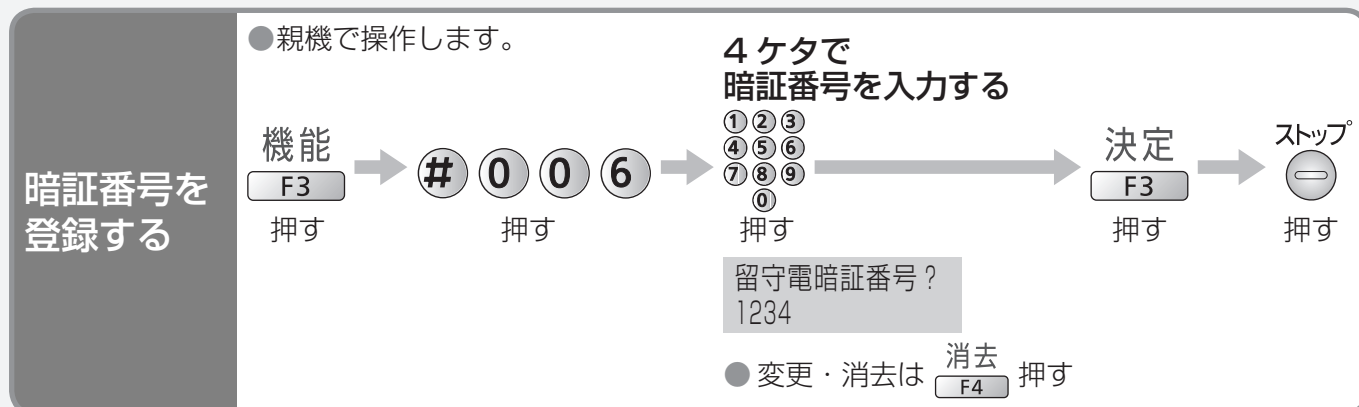 暗証番号を
登録する
●親機で操作します。
機能
F3
押す
# 0 0 6
押す
4 ケタで
暗証番号を入力する
1 2 3
4 5 6
7 8 9
0
押す
留守電暗証番号?
1234
● 変更・消去は 消去 F4 押す
決定
F3
押す
ストップ
押す